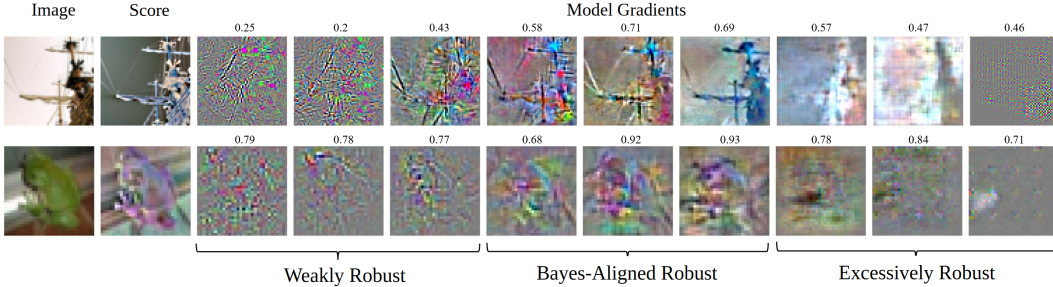 Image Score Model Gradients
0.25 0.2 0.43 0.58 0.71 0.69 0.57 0.47 0.46
0.79 0.78 0.77 0.68 0.92 0.93 0.78 0.84 0.71
Weakly Robust Bayes-Aligned Robust Excessively Robust